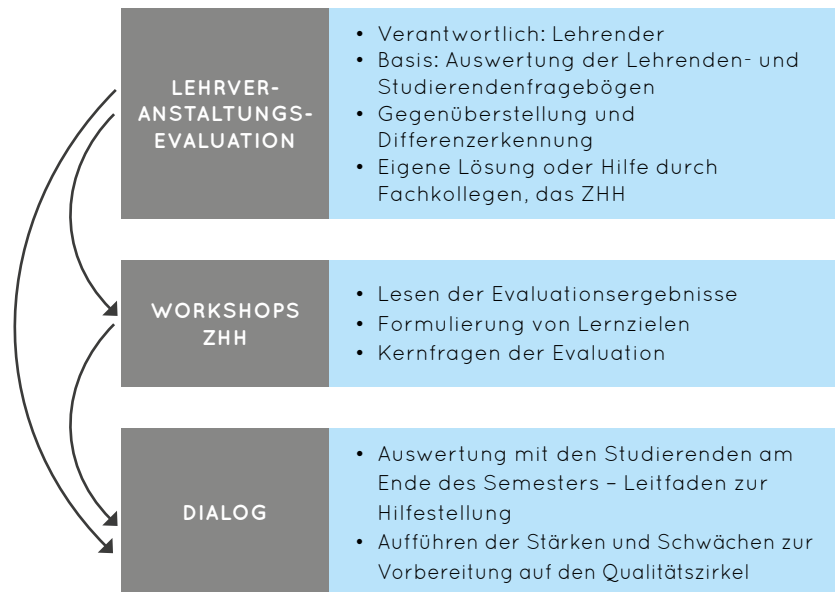 LEHRVER-
ANSTALTUNGS-
EVALUATION
• Verantwortlich: Lehrender
• Basis: Auswertung der Lehrenden- und
Studierendenfragebögen
• Gegenüberstellung und
Differenzerkennung
• Eigene Lösung oder Hilfe durch
Fachkollegen, das ZHH
WORKSHOPS
ZHH
• Lesen der Evaluationsergebnisse
• Formulierung von Lernzielen
• Kernfragen der Evaluation
DIALOG
• Auswertung mit den Studierenden am
Ende des Semesters – Leitfaden zur
Hilfestellung
• Aufführen der Stärken und Schwächen zur
Vorbereitung auf den Qualitätszirkel